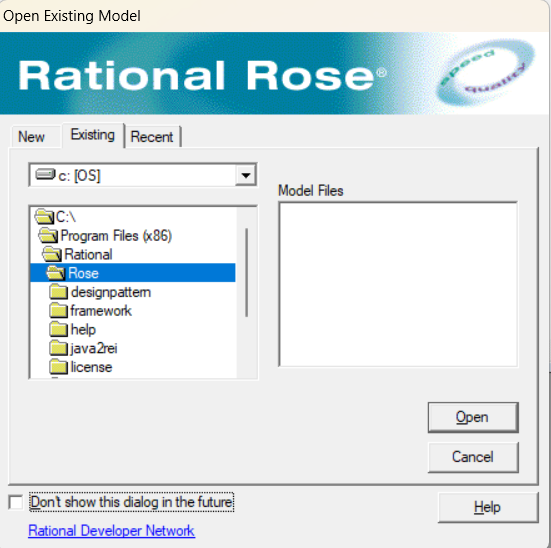 Open Existing Model
Rational Rose®
speed
quality
New
Existing
Recent
c: [OS]
Model Files
C:\
Program Files (x86)
Rational
Rose
designpattern
framework
help
java2rei
license
Open
Cancel
Don't show this dialog in the future
Help
Rational Developer Network